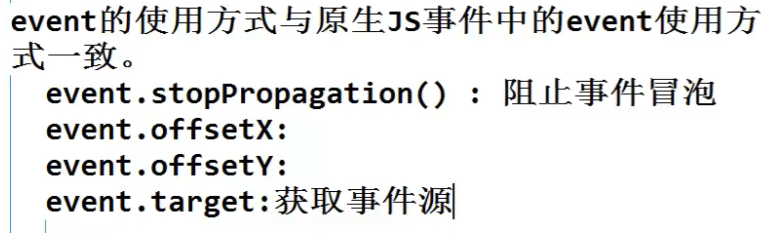 event的使用方式与原生JS事件中的event使用方
式一致。
event.stopPropagation() : 阻止事件冒泡
event.offsetX:
event.offsetY:
event.target:获取事件源